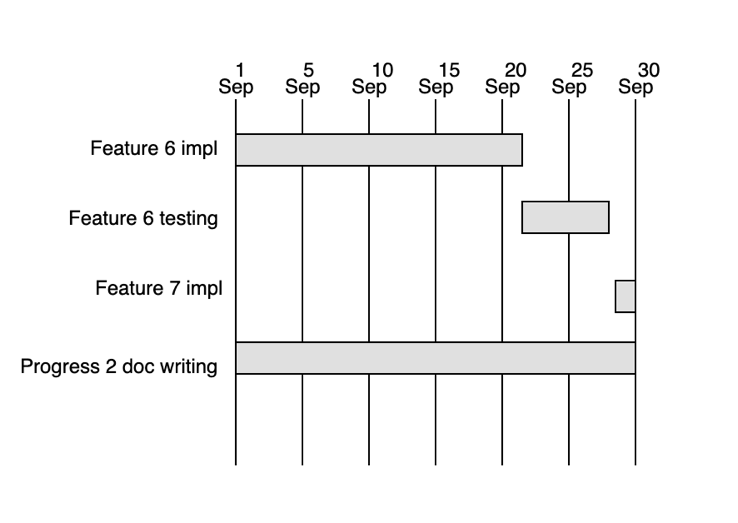 1 5 10 15 20 25 30
Sep Sep Sep Sep Sep Sep Sep
Feature 6 impl
Feature 6 testing
Feature 7 impl
Progress 2 doc writing